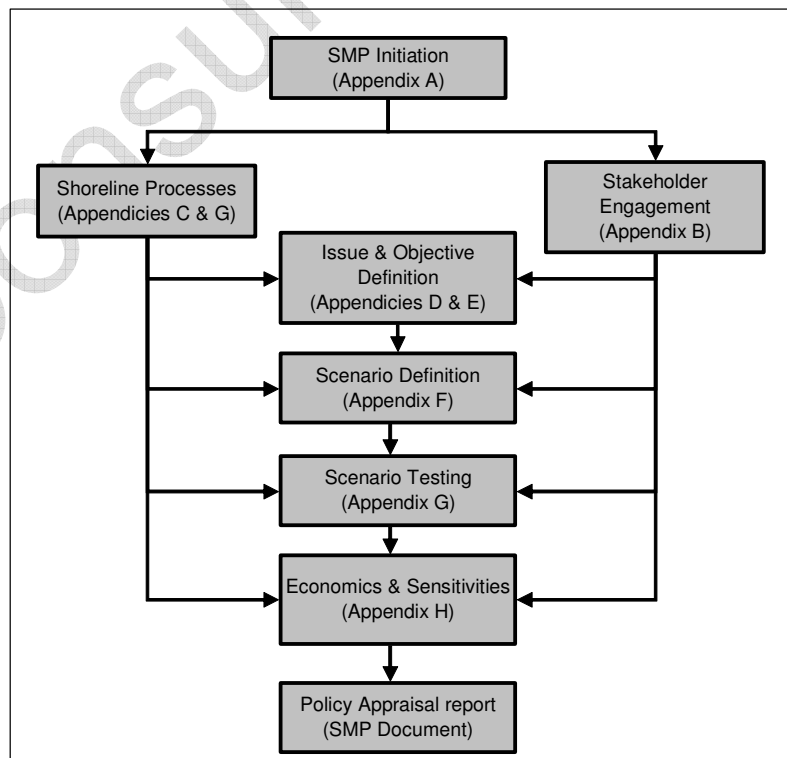 SMP Initiation
(Appendix A)
Shoreline Processes
(Appendicies C & G)
Stakeholder
Engagement
(Appendix B)
Issue & Objective
Definition
(Appendicies D & E)
Scenario Definition
(Appendix F)
Scenario Testing
(Appendix G)
Economics & Sensitivities
(Appendix H)
Policy Appraisal report
(SMP Document)